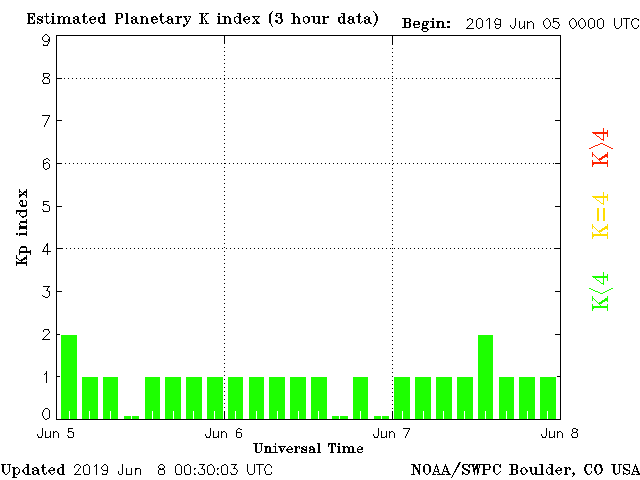 Estimated Planetary K index (3 hour data) Begin: 2019 Jun 05 0000 UTC
9
8
7
6
5
4
3
2
1
0
Kp index
K>4
K=4
K<4
Jun 5 Jun 6 Jun 7 Jun 8
Universal Time
Updated 2019 Jun 8 00:30:03 UTC NOAA/SWPC Boulder, CO USA